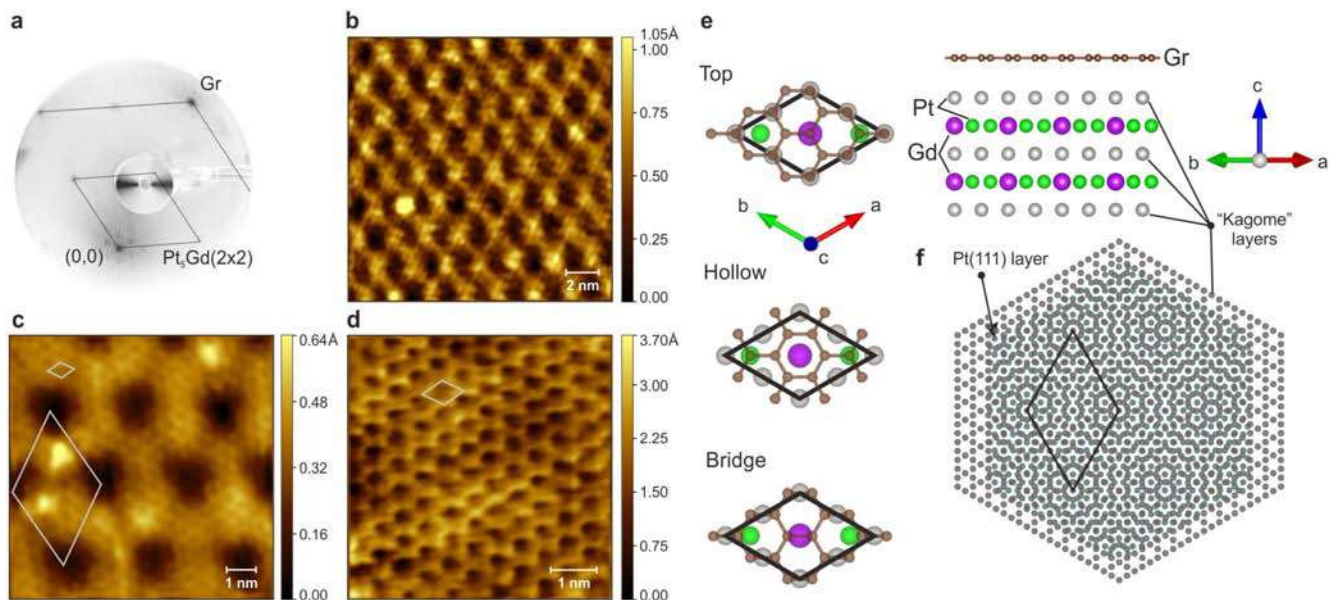 a
Gr
(0,0)
Pt5Gd(2x2)
b
1.05Å
1.00
0.75
0.50
0.25
0.00
2 nm
c
0.64Å
0.48
0.32
0.16
0.00
1 nm
d
3.70Å
3.00
2.25
1.50
0.75
0.00
1 nm
e
Top
b
a
c
Hollow
Bridge
Gr
Pt
Gd
c
b
a
"Kagome"
layers
f
Pt(111) layer